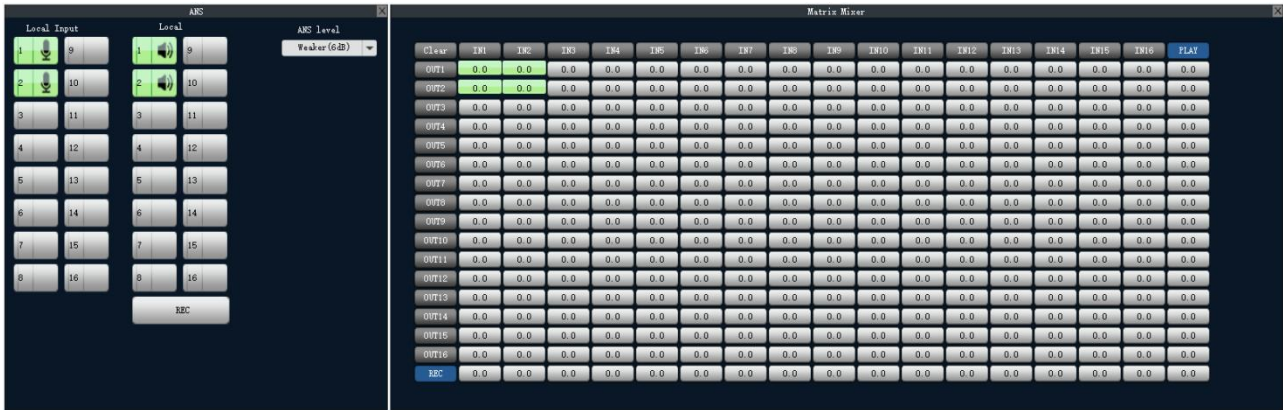 ANS
Local Input
Local
ANS level
Weaker(6dB)
1 9 1 9
2 10 2 10
3 11 3 11
4 12 4 12
5 13 5 13
6 14 6 14
7 15 7 15
8 16 8 16
REC
Matrix Mixer
Clear IN1 IN2 IN3 IN4 IN5 IN6 IN7 IN8 IN9 IN10 IN11 IN12 IN13 IN14 IN15 IN16 PLAY
OUT1 0.0 0.0 0.0 0.0 0.0 0.0 0.0 0.0 0.0 0.0 0.0 0.0 0.0 0.0 0.0 0.0 0.0
OUT2 0.0 0.0 0.0 0.0 0.0 0.0 0.0 0.0 0.0 0.0 0.0 0.0 0.0 0.0 0.0 0.0 0.0
OUT3 0.0 0.0 0.0 0.0 0.0 0.0 0.0 0.0 0.0 0.0 0.0 0.0 0.0 0.0 0.0 0.0 0.0
OUT4 0.0 0.0 0.0 0.0 0.0 0.0 0.0 0.0 0.0 0.0 0.0 0.0 0.0 0.0 0.0 0.0 0.0
OUT5 0.0 0.0 0.0 0.0 0.0 0.0 0.0 0.0 0.0 0.0 0.0 0.0 0.0 0.0 0.0 0.0 0.0
OUT6 0.0 0.0 0.0 0.0 0.0 0.0 0.0 0.0 0.0 0.0 0.0 0.0 0.0 0.0 0.0 0.0 0.0
OUT7 0.0 0.0 0.0 0.0 0.0 0.0 0.0 0.0 0.0 0.0 0.0 0.0 0.0 0.0 0.0 0.0 0.0
OUT8 0.0 0.0 0.0 0.0 0.0 0.0 0.0 0.0 0.0 0.0 0.0 0.0 0.0 0.0 0.0 0.0 0.0
OUT9 0.0 0.0 0.0 0.0 0.0 0.0 0.0 0.0 0.0 0.0 0.0 0.0 0.0 0.0 0.0 0.0 0.0
OUT10 0.0 0.0 0.0 0.0 0.0 0.0 0.0 0.0 0.0 0.0 0.0 0.0 0.0 0.0 0.0 0.0 0.0
OUT11 0.0 0.0 0.0 0.0 0.0 0.0 0.0 0.0 0.0 0.0 0.0 0.0 0.0 0.0 0.0 0.0 0.0
OUT12 0.0 0.0 0.0 0.0 0.0 0.0 0.0 0.0 0.0 0.0 0.0 0.0 0.0 0.0 0.0 0.0 0.0
OUT13 0.0 0.0 0.0 0.0 0.0 0.0 0.0 0.0 0.0 0.0 0.0 0.0 0.0 0.0 0.0 0.0 0.0
OUT14 0.0 0.0 0.0 0.0 0.0 0.0 0.0 0.0 0.0 0.0 0.0 0.0 0.0 0.0 0.0 0.0 0.0
OUT15 0.0 0.0 0.0 0.0 0.0 0.0 0.0 0.0 0.0 0.0 0.0 0.0 0.0 0.0 0.0 0.0 0.0
OUT16 0.0 0.0 0.0 0.0 0.0 0.0 0.0 0.0 0.0 0.0 0.0 0.0 0.0 0.0 0.0 0.0 0.0
REC 0.0 0.0 0.0 0.0 0.0 0.0 0.0 0.0 0.0 0.0 0.0 0.0 0.0 0.0 0.0 0.0 0.0